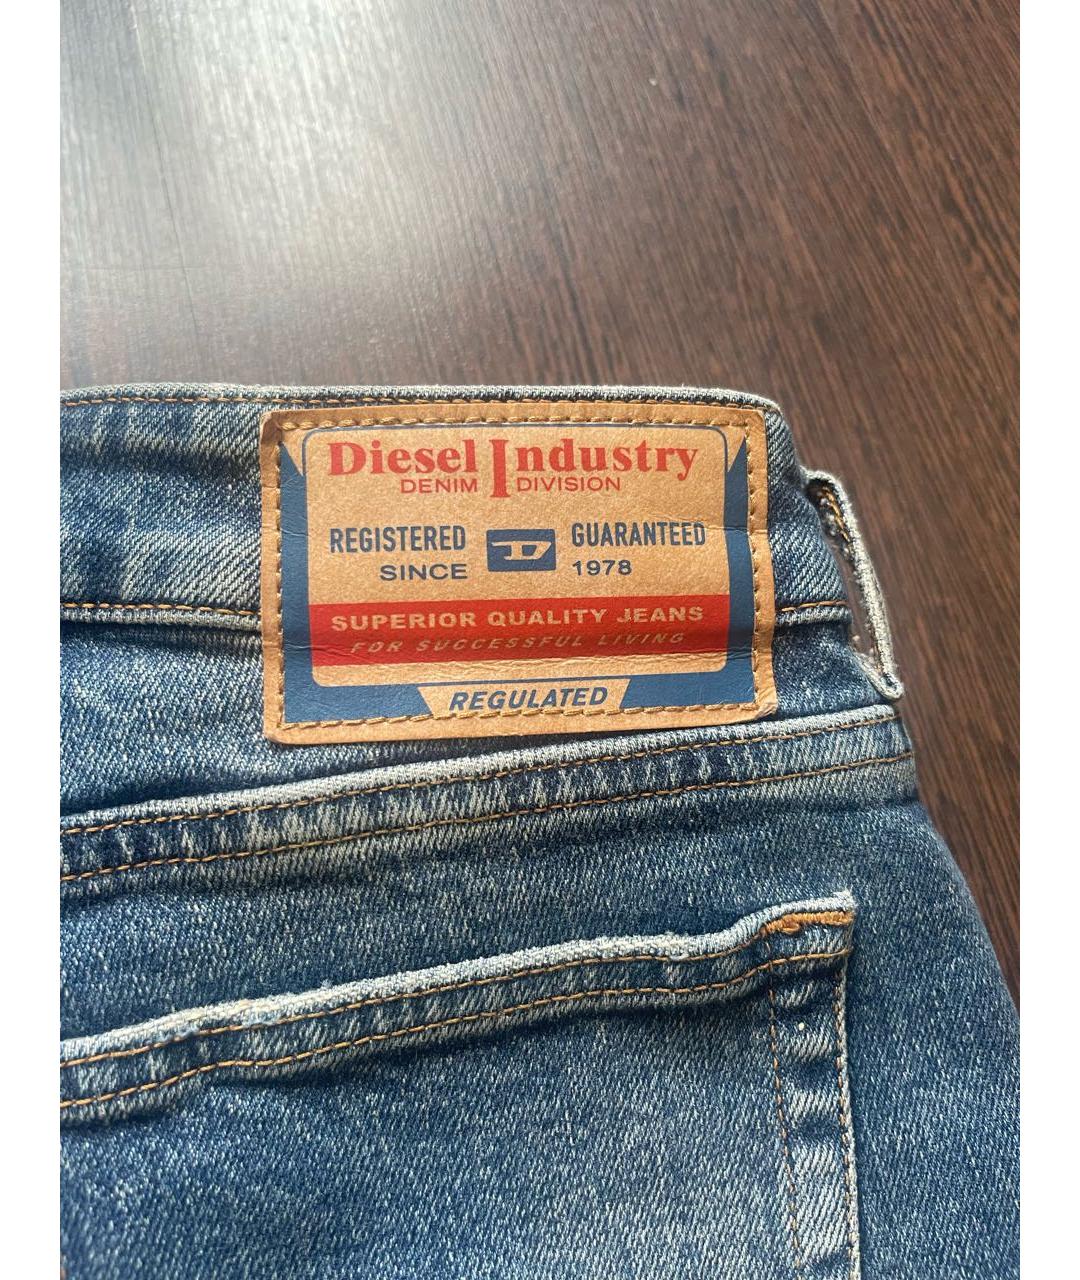 Diesel Industry
DENIM DIVISION
REGISTERED D GUARANTEED
SINCE 1978
SUPERIOR QUALITY JEANS
FOR SUCCESSFUL LIVING
REGULATED